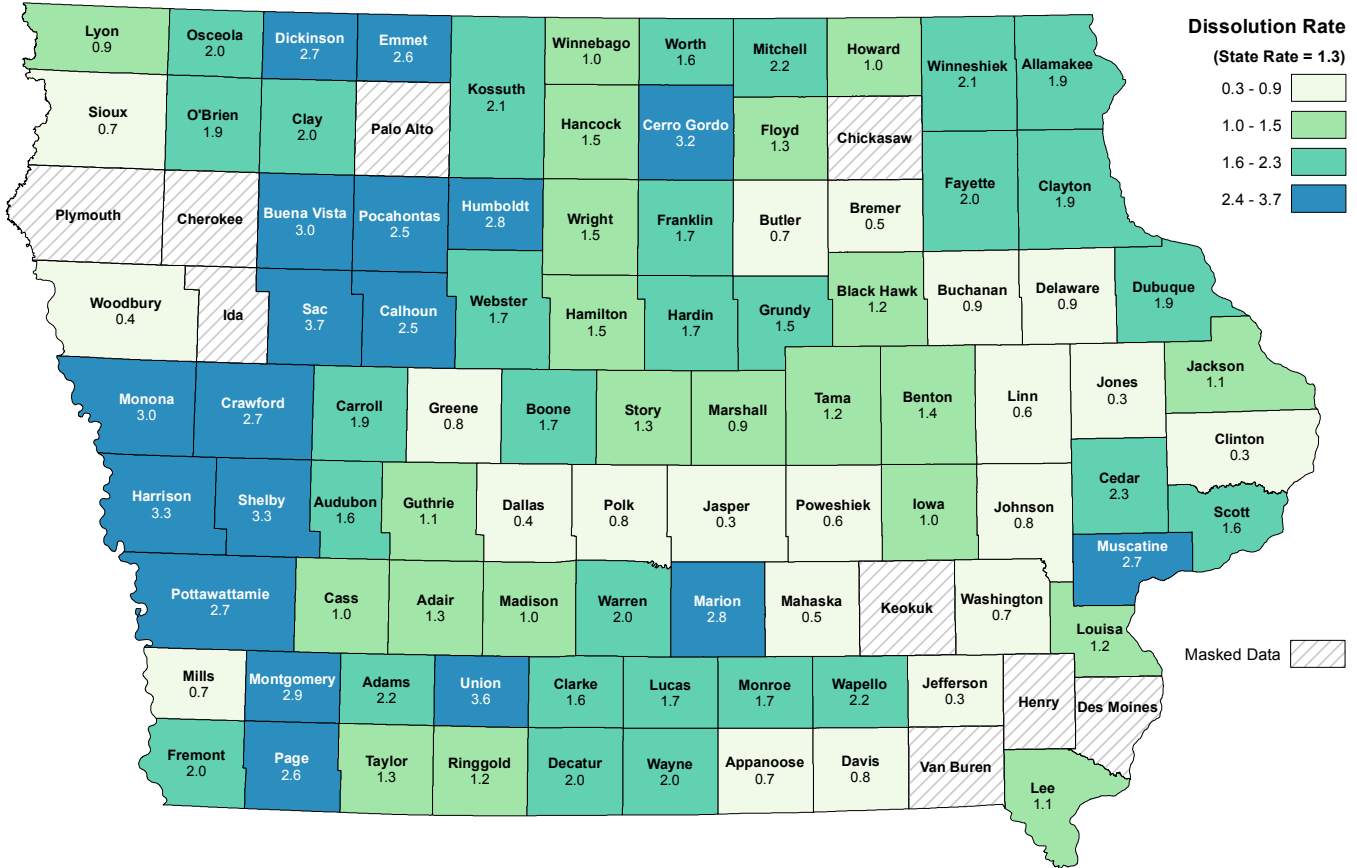 Dissolution Rate
(State Rate = 1.3)
0.3 - 0.9
1.0 - 1.5
1.6 - 2.3
2.4 - 3.7
Masked Data
Lyon
0.9
Osceola
2.0
Dickinson
2.7
Emmet
2.6
Kossuth
2.1
Winnebago
1.0
Worth
1.6
Mitchell
2.2
Howard
1.0
Winneshiek
2.1
Allamakee
1.9
Sioux
0.7
O'Brien
1.9
Clay
2.0
Palo Alto
Hancock
1.5
Cerro Gordo
3.2
Floyd
1.3
Chickasaw
Plymouth
Cherokee
Buena Vista
3.0
Pocahontas
2.5
Humboldt
2.8
Wright
1.5
Franklin
1.7
Butler
0.7
Bremer
0.5
Fayette
2.0
Clayton
1.9
Woodbury
0.4
Ida
Sac
3.7
Calhoun
2.5
Webster
1.7
Hamilton
1.5
Hardin
1.7
Grundy
1.5
Black Hawk
1.2
Buchanan
0.9
Delaware
0.9
Dubuque
1.9
Monona
3.0
Crawford
2.7
Carroll
1.9
Greene
0.8
Boone
1.7
Story
1.3
Marshall
0.9
Tama
1.2
Benton
1.4
Linn
0.6
Jones
0.3
Jackson
1.1
Clinton
0.3
Harrison
3.3
Shelby
3.3
Audubon
1.6
Guthrie
1.1
Dallas
0.4
Polk
0.8
Jasper
0.3
Poweshiek
0.6
Iowa
1.0
Johnson
0.8
Cedar
2.3
Scott
1.6
Muscatine
2.7
Pottawattamie
2.7
Cass
1.0
Adair
1.3
Madison
1.0
Warren
2.0
Marion
2.8
Mahaska
0.5
Keokuk
Washington
0.7
Louisa
1.2
Mills
0.7
Montgomery
2.9
Adams
2.2
Union
3.6
Clarke
1.6
Lucas
1.7
Monroe
1.7
Wapello
2.2
Jefferson
0.3
Henry
Des Moines
Fremont
2.0
Page
2.6
Taylor
1.3
Ringgold
1.2
Decatur
2.0
Wayne
2.0
Appanoose
0.7
Davis
0.8
Van Buren
Lee
1.1